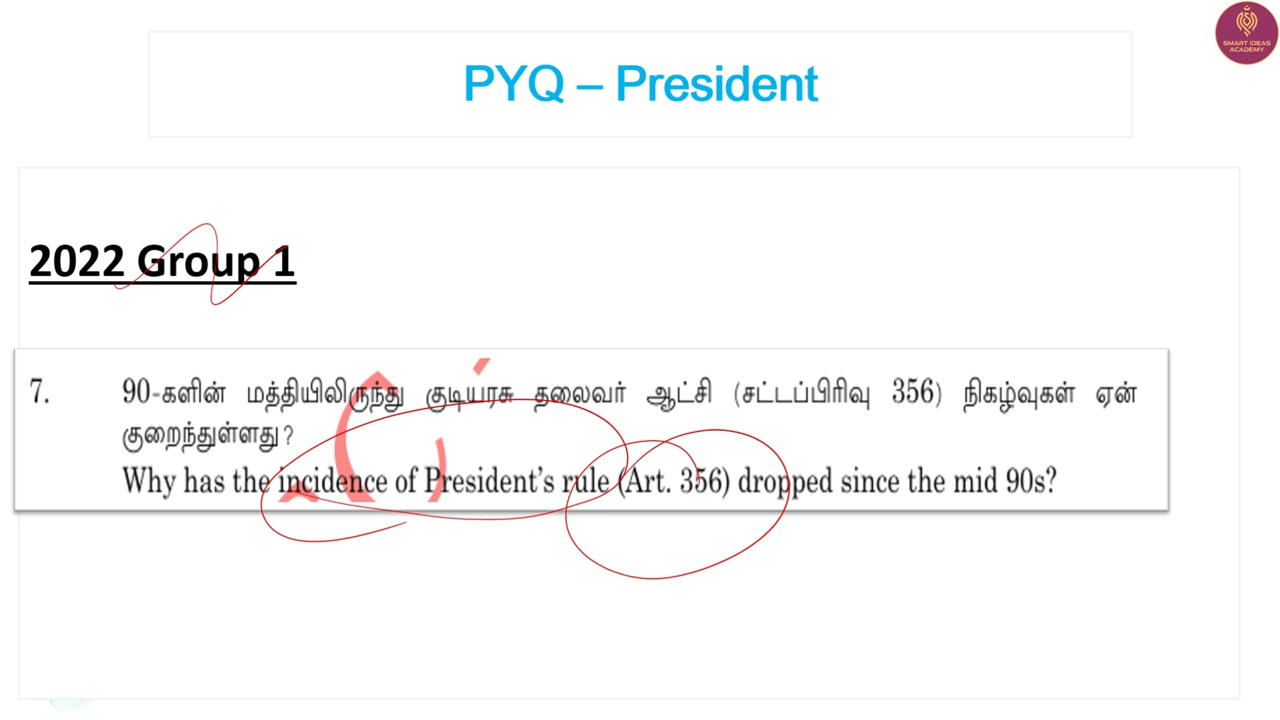 SMART IDEAS
ACADEMY
PYQ – President
2022 Group 1
7. 90-களின் மத்தியிலிருந்து குடியரசு தலைவர் ஆட்சி (சட்டப்பிரிவு 356) நிகழ்வுகள் ஏன்
குறைந்துள்ளது?
Why has the incidence of President's rule (Art. 356) dropped since the mid 90s?